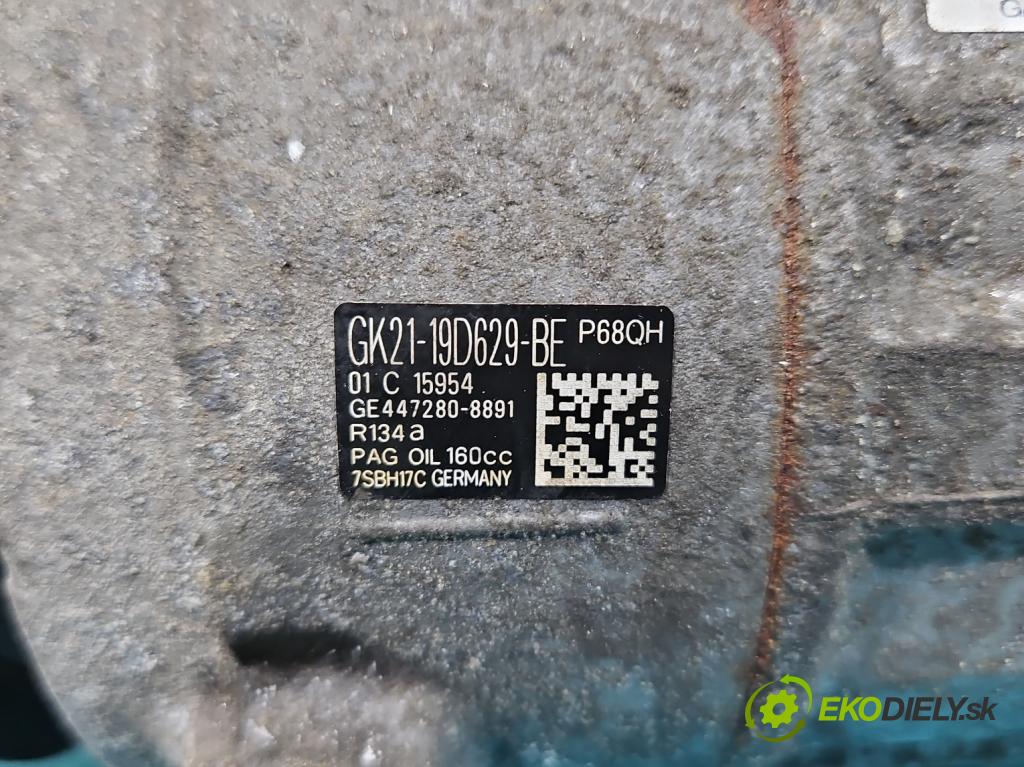 GK21-19D629-BE P68QH
01 C 15954
GE447280-8891
R134a
PAG OIL 160cc
7SBH17C GERMANY
EKODIELY.sk